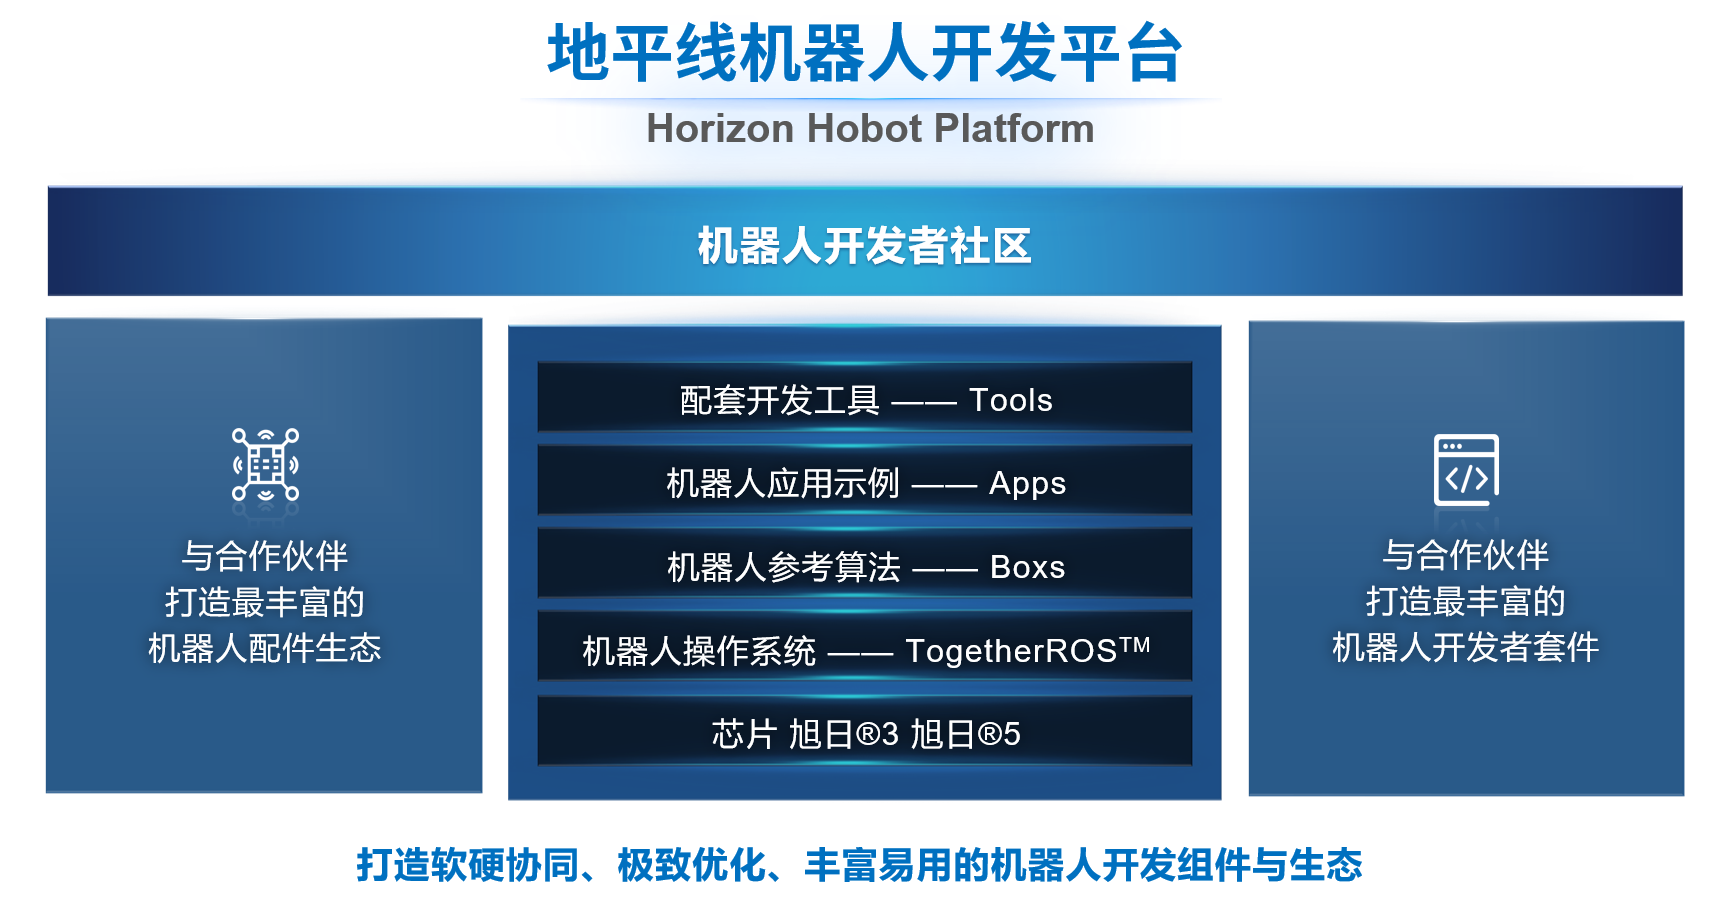 地平线机器人开发平台
Horizon Hobot Platform
机器人开发者社区
与合作伙伴
打造最丰富的
机器人配件生态
配套开发工具 —— Tools
机器人应用示例 —— Apps
机器人参考算法 —— Boxs
机器人操作系统 —— TogetherROS™
芯片 旭日®3 旭日®5
与合作伙伴
打造最丰富的
机器人开发者套件
打造软硬协同、极致优化、丰富易用的机器人开发组件与生态